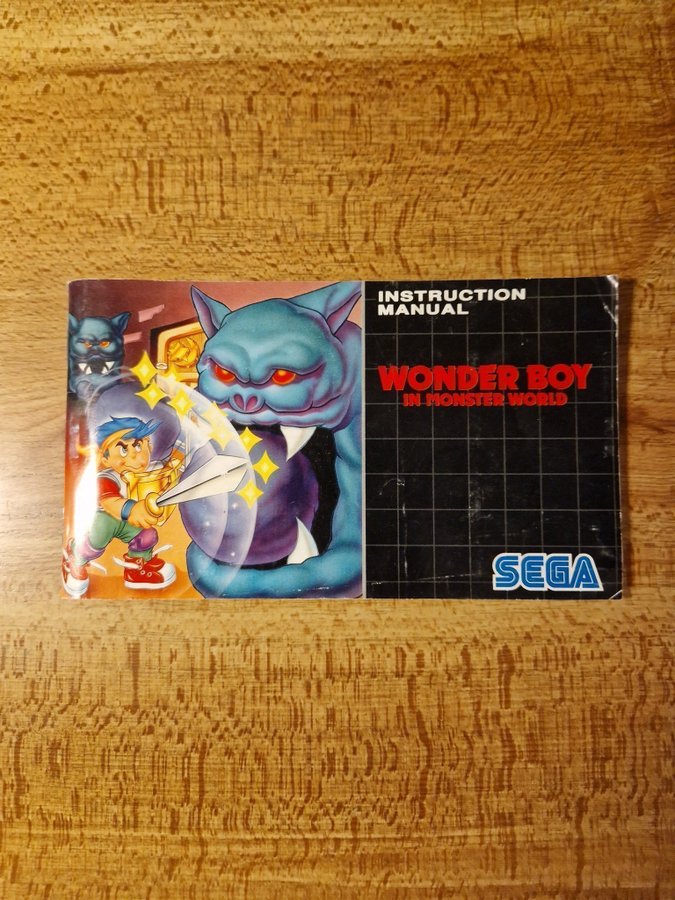 INSTRUCTION
MANUAL
WONDER BOY
IN MONSTER WORLD
SEGA